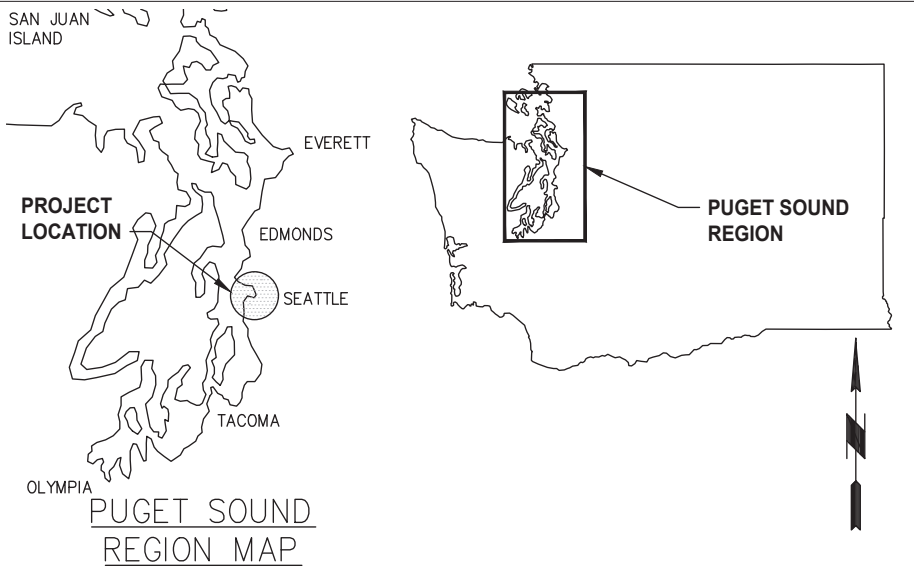 SAN JUAN
ISLAND
EVERETT
PROJECT
LOCATION
EDMONDS
SEATTLE
TACOMA
OLYMPIA
PUGET SOUND
REGION MAP
PUGET SOUND
REGION
N